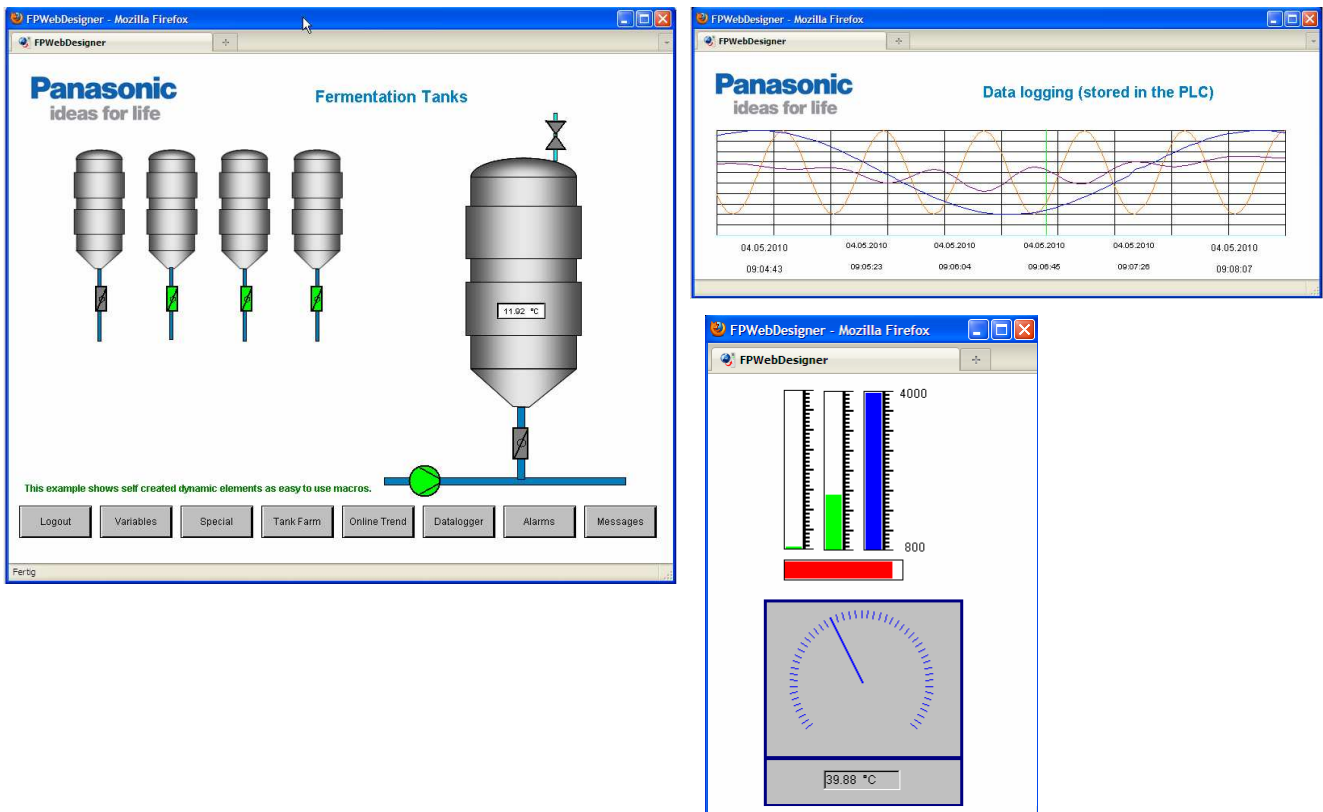 FPWebDesigner - Mozilla Firefox
FPWebDesigner
Panasonic
ideas for life
Fermentation Tanks
11.92 °C
This example shows self created dynamic elements as easy to use macros.
Logout Variables Special Tank Farm Online Trend Datalogger Alarms Messages
Fertig
FPWebDesigner - Mozilla Firefox
FPWebDesigner
Panasonic
ideas for life
Data logging (stored in the PLC)
04.05.2010 04.05.2010 04.05.2010 04.05.2010 04.05.2010 04.05.2010
09:04:43 09:05:23 09:06:04 09:06:45 09:07:26 09:08:07
FPWebDesigner - Mozilla Firefox
FPWebDesigner
4000
800
39.88 °C